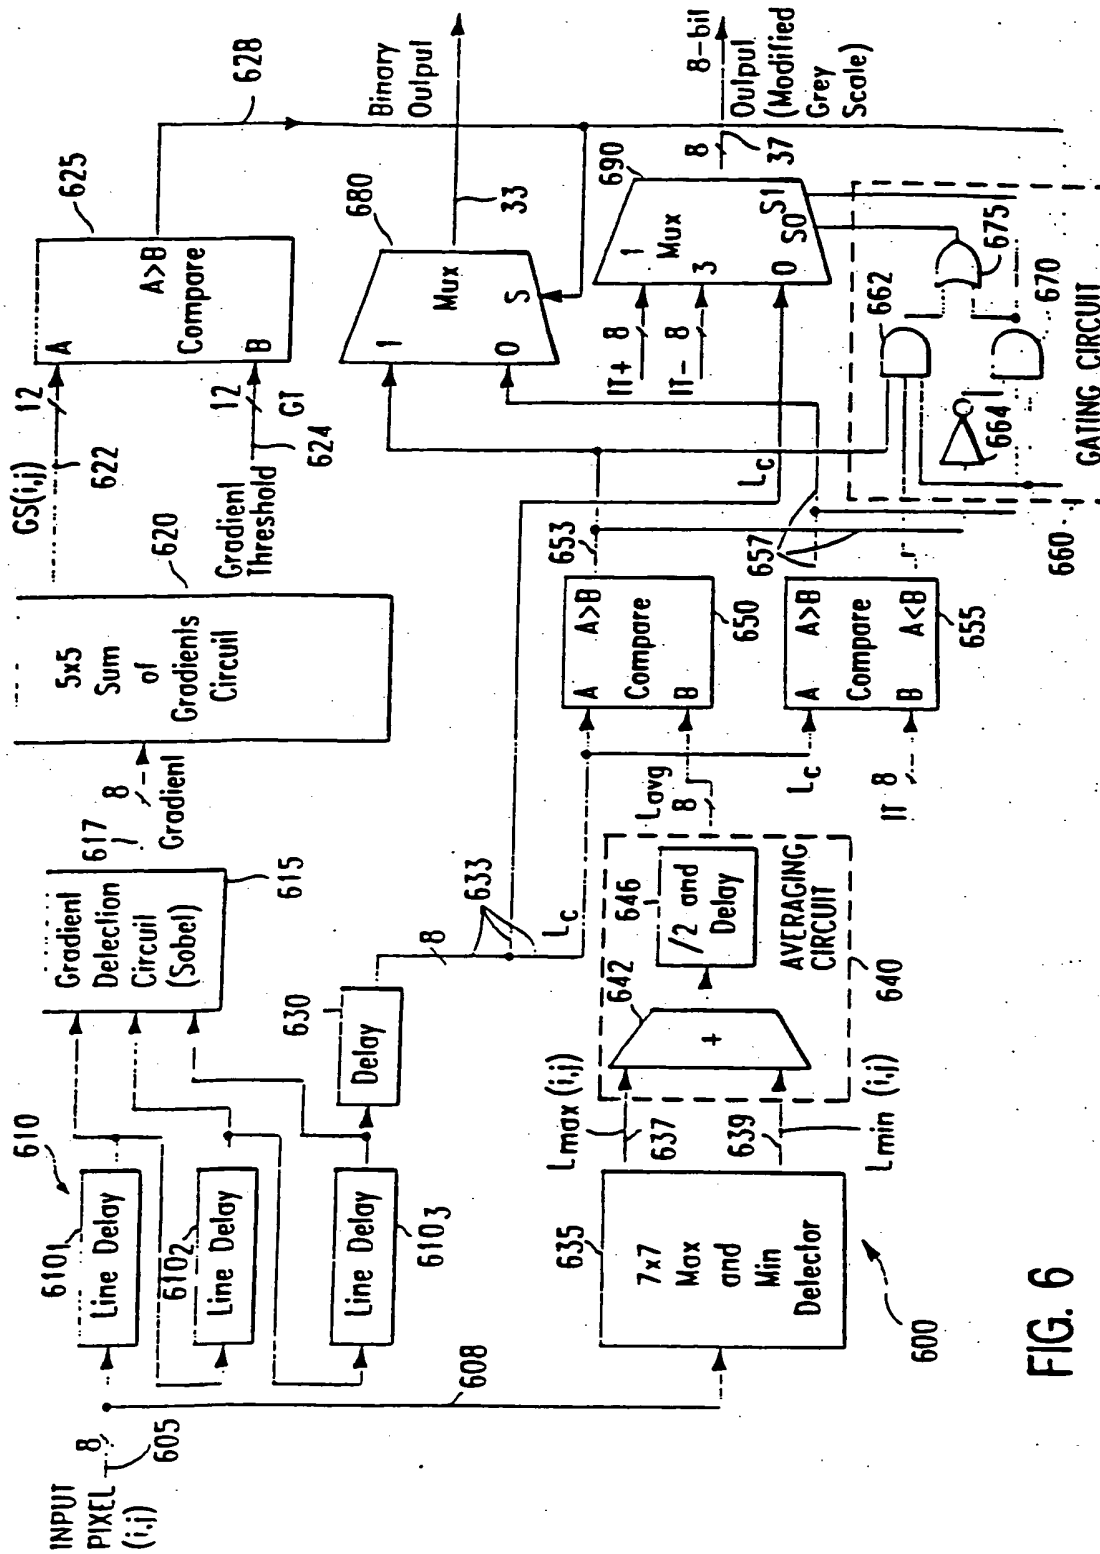 INPUT
PIXEL
(i,j)
8
605
608
610
6101
Line Delay
6102
Line Delay
6103
Line Delay
Gradient
Detection
Circuit
(Sobel)
615
617
8
Gradient
5x5
Sum
of
Gradients
Circuit
620
GS(i,j)
12
622
Gradient
Threshold
12
GT
624
A
B
A>B
Compare
625
628
630
Delay
8
633
LC
635
7x7
Max
and
Min
Detector
600
Lmax (i,j)
637
639
Lmin (i,j)
642
+
646
/2 and
Delay
AVERAGING
CIRCUIT
640
Lavg
8
A
B
A>B
Compare
650
653
LC
IT
8
A
B
A>B
Compare
A<B
655
657
LC
680
1
0
Mux
S
33
Binary
Output
IT+
8
IT-
8
690
1
3
0
Mux
S0
S1
8
37
8-bit
Output
(Modified
Grey
Scale)
660
662
664
670
675
GATING CIRCUIT
FIG. 6